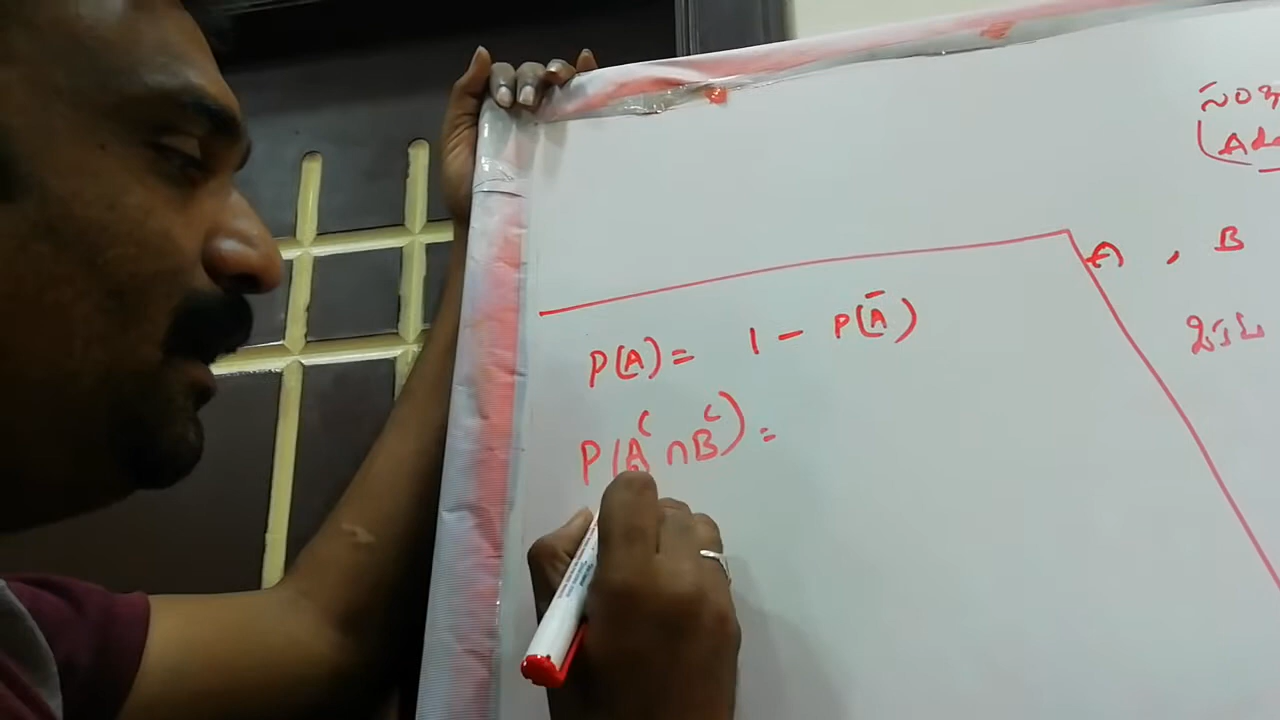 P(A) = 1 - P(Ā)
P(Aᶜ ∩ Bᶜ) =
A , B